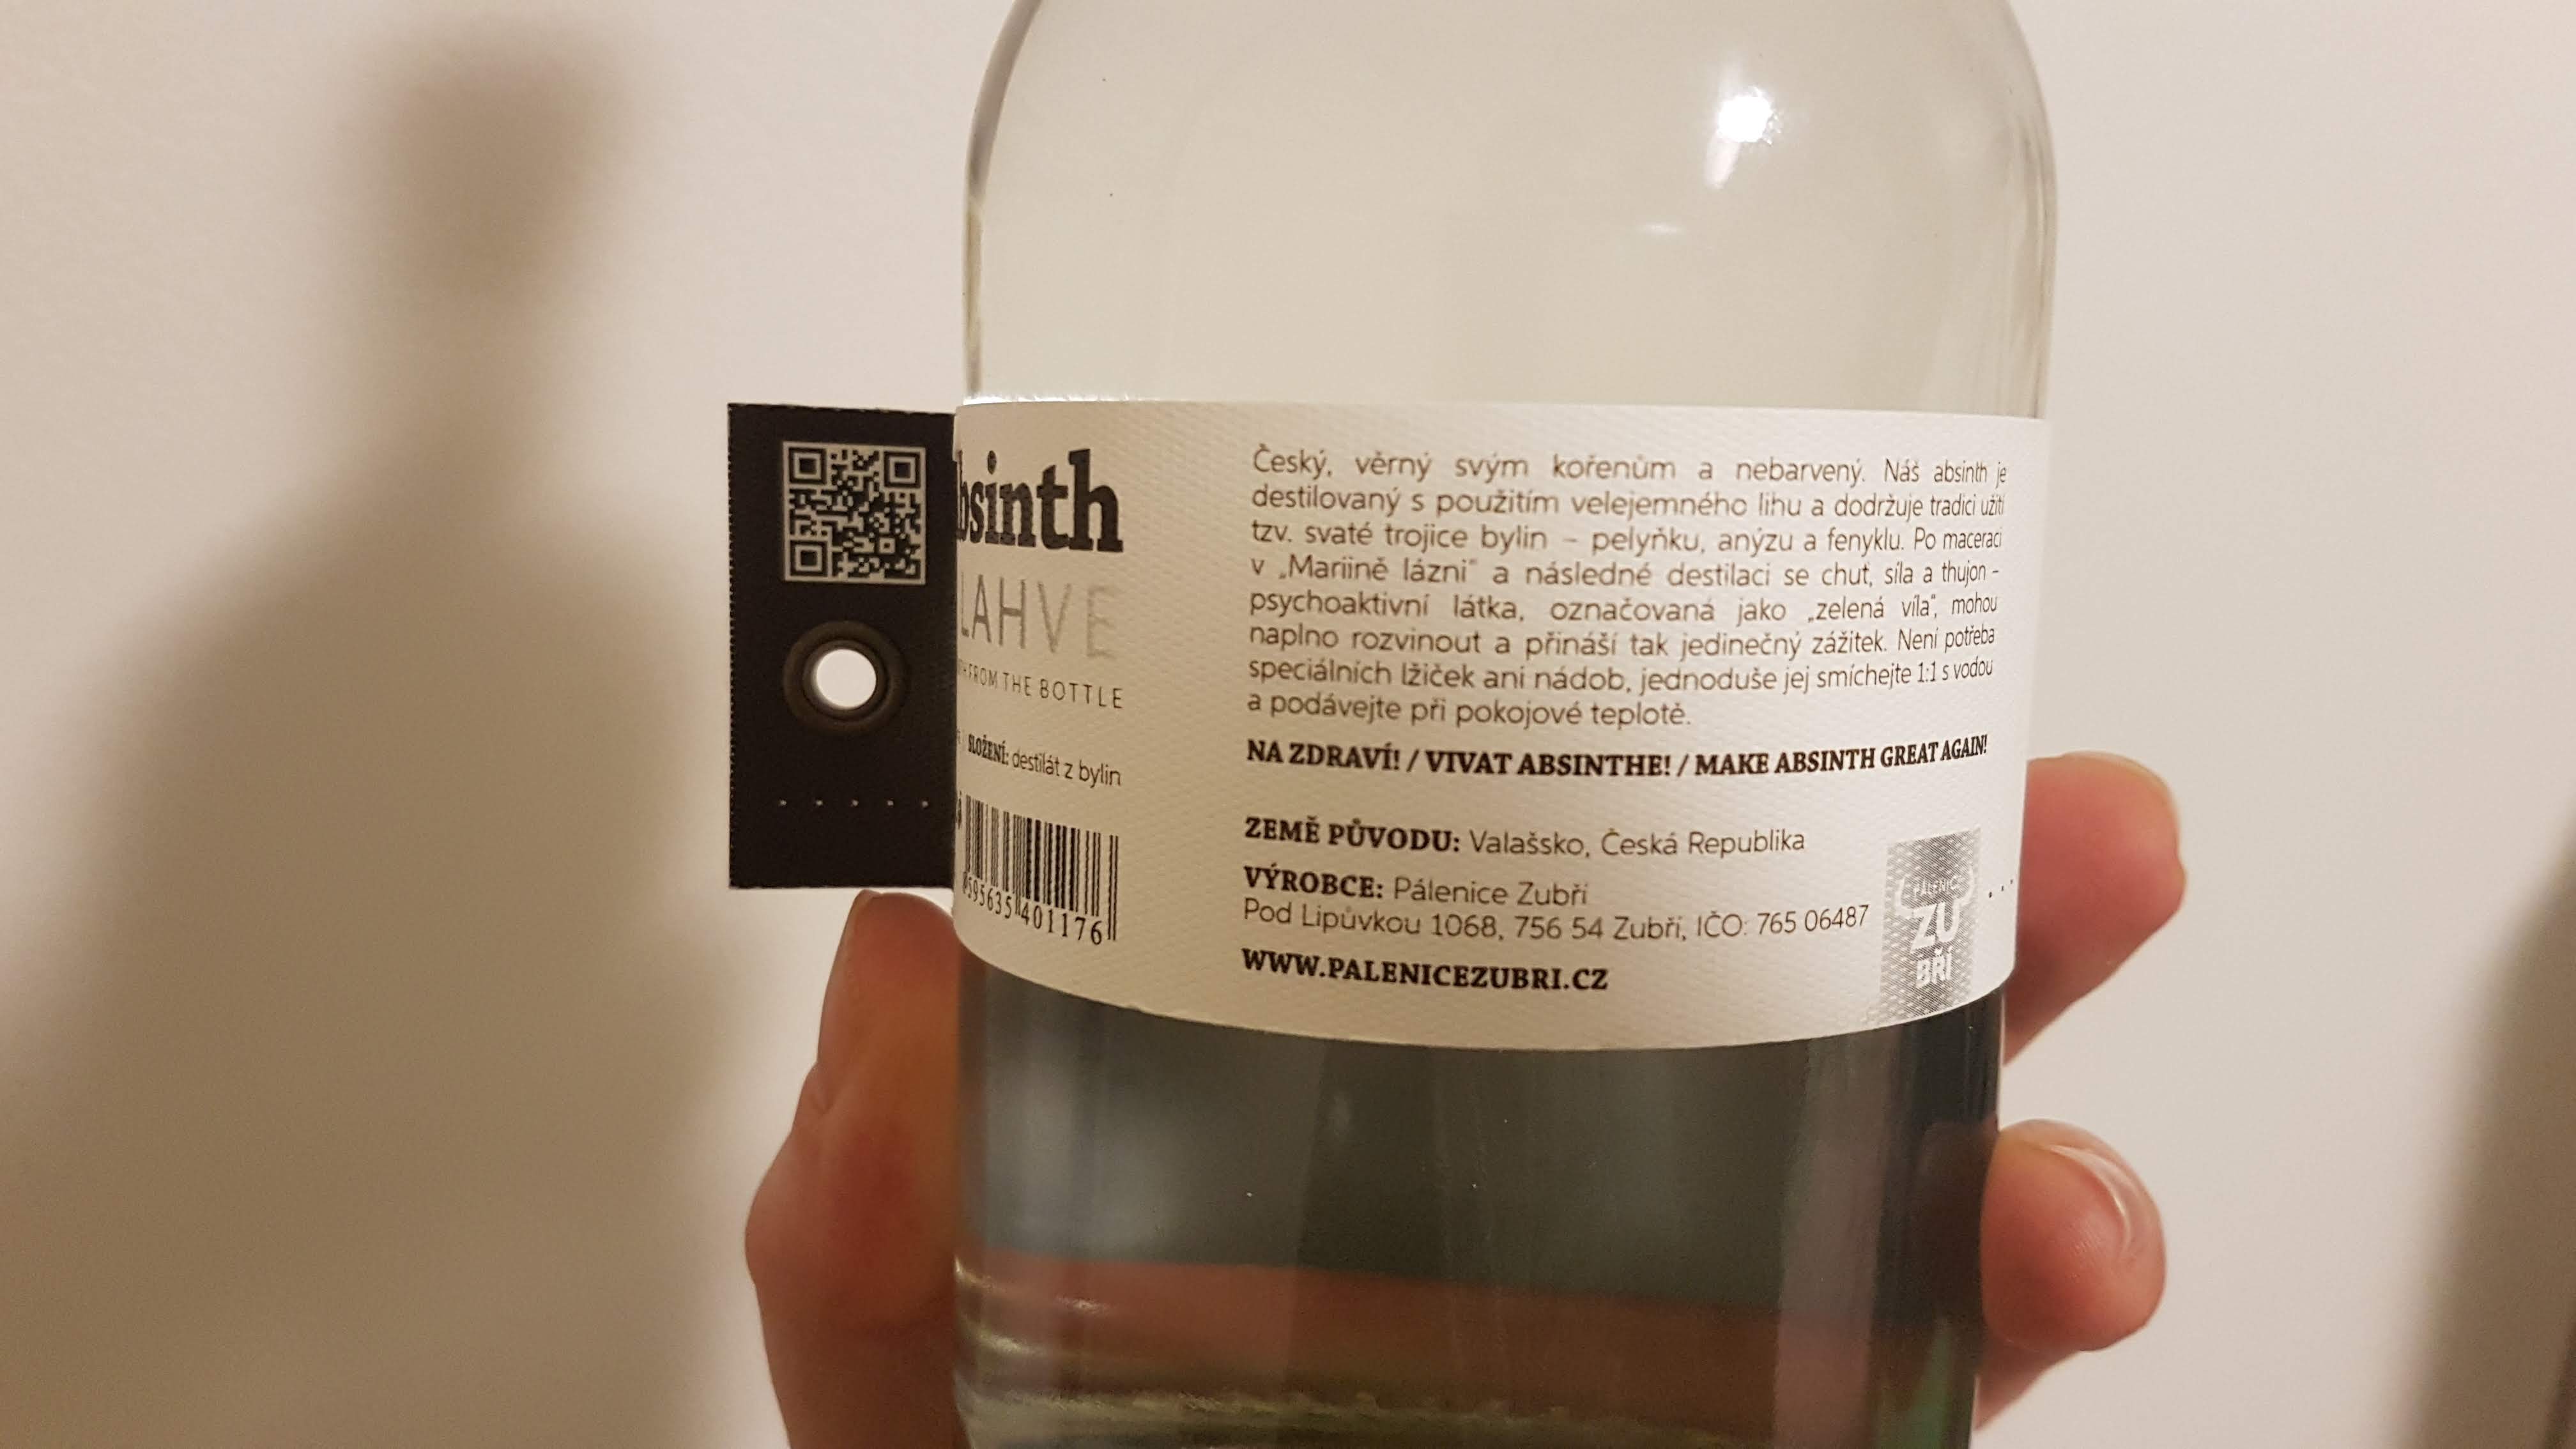 absinth
LAHVE
FROM THE BOTTLE
SLOŽENÍ: destilát z bylin
595635 401176
Český, věrný svým kořenům a nebarvený. Náš absinth je
destilovaný s použitím velejemného lihu a dodržuje tradici užití
tzv. svaté trojice bylin – pelyňku, anýzu a fenyklu. Po maceraci
v „Mariině lázni“ a následné destilaci se chuť, síla a thujon -
psychoaktivní látka, označovaná jako „zelená víla“, mohou
naplno rozvinout a přináší tak jedinečný zážitek. Není potřeba
speciálních lžiček ani nádob, jednoduše jej smíchejte 1:1 s vodou
a podávejte při pokojové teplotě.
NA ZDRAVÍ! / VIVAT ABSINTHE! / MAKE ABSINTH GREAT AGAIN!
ZEMĚ PŮVODU: Valašsko, Česká Republika
VÝROBCE: Pálenice Zubří
Pod Lipůvkou 1068, 756 54 Zubří, IČO: 765 06487
WWW.PALENICEZUBRI.CZ
PÁLENICE
ZU
BŘÍ